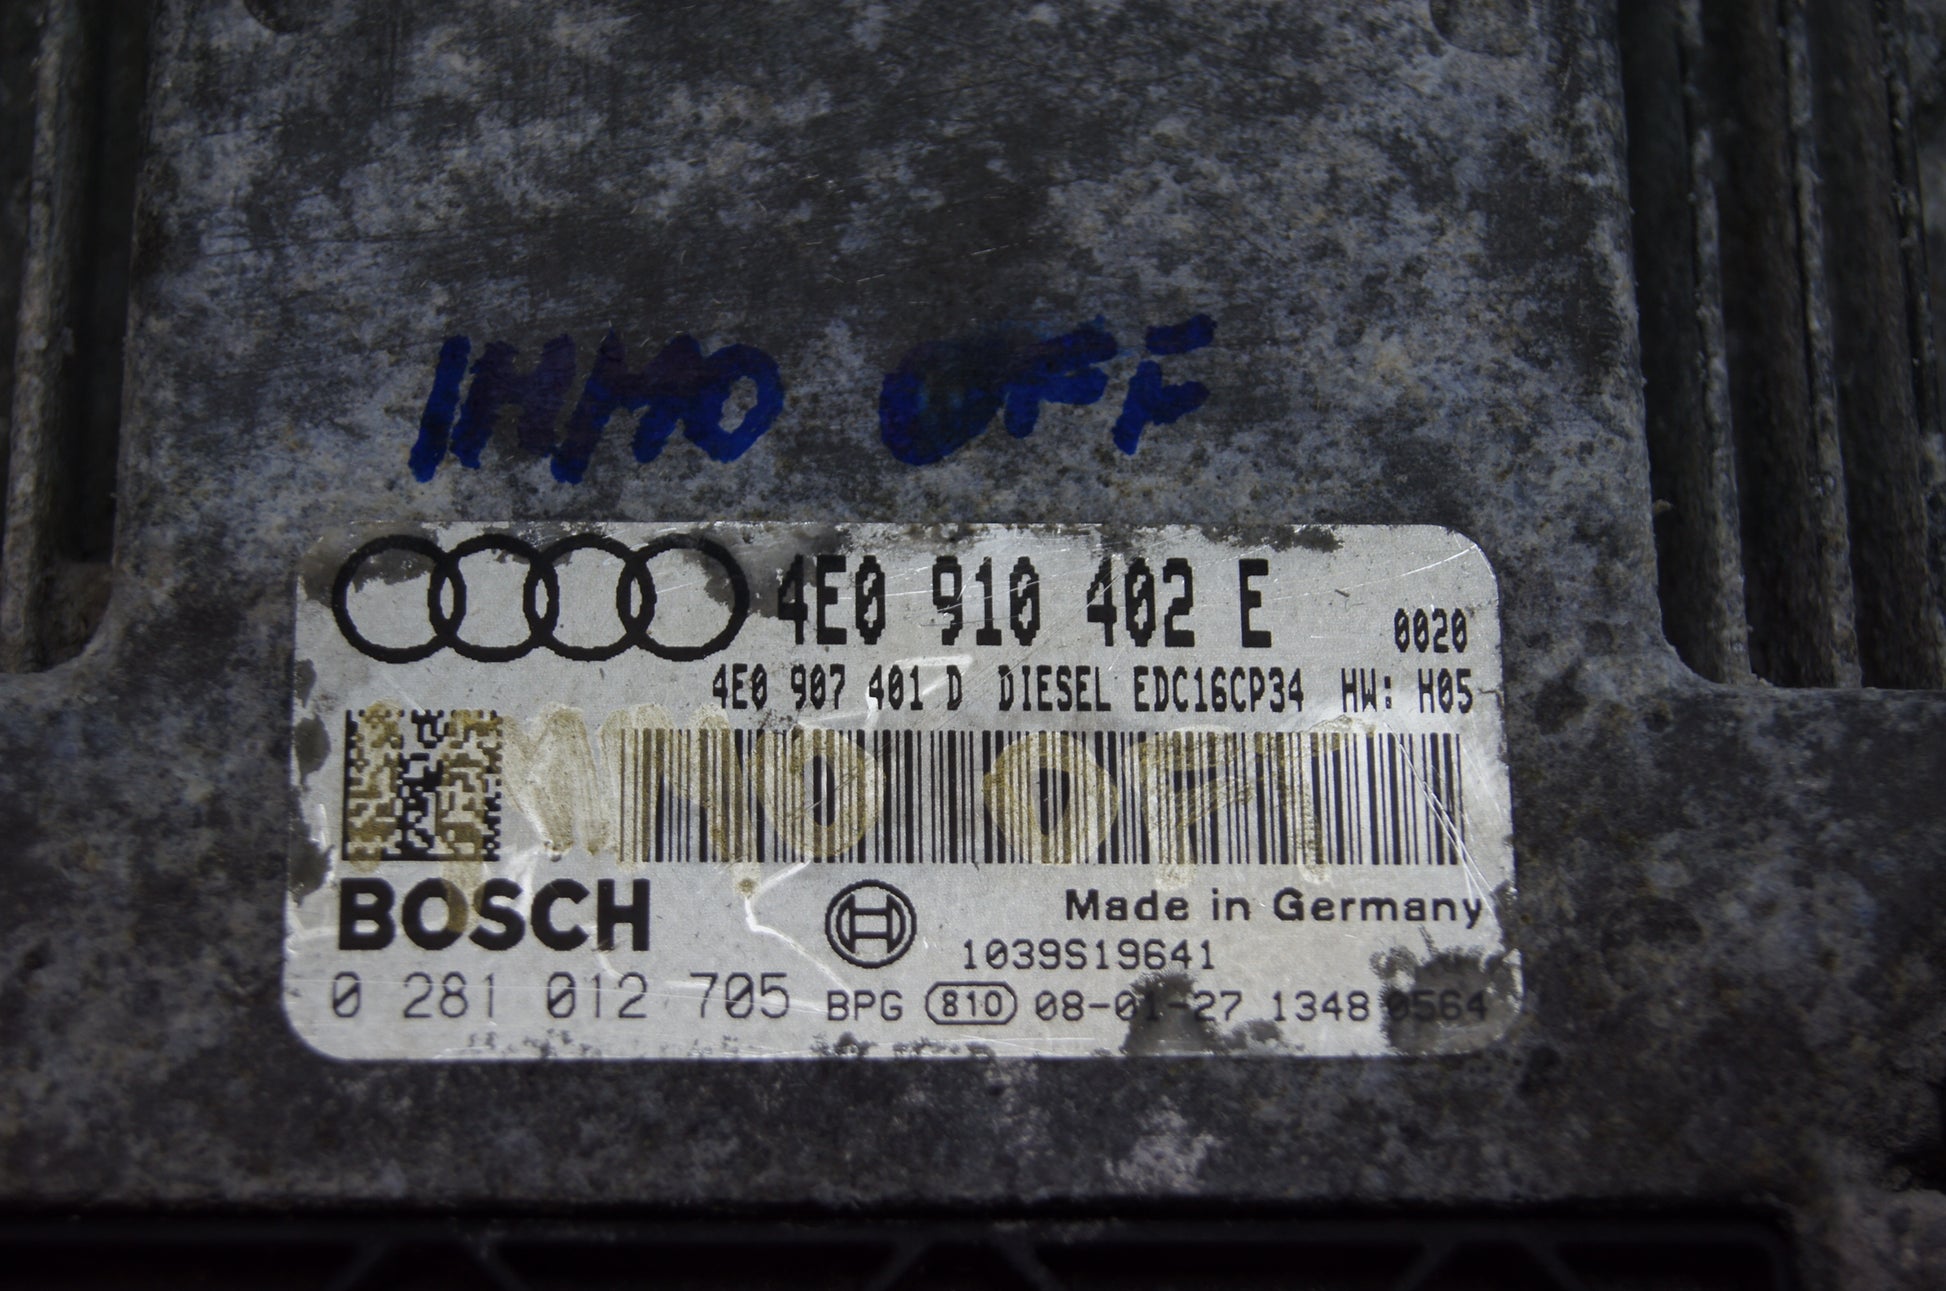 INMO OFF
4E0 910 402 E
0020
4E0 907 401 D DIESEL EDC16CP34 HW: H05
IMMO OFF
BOSCH
Made in Germany
1039S19641
0 281 012 705 BPG 810 08-01-27 1348 0564